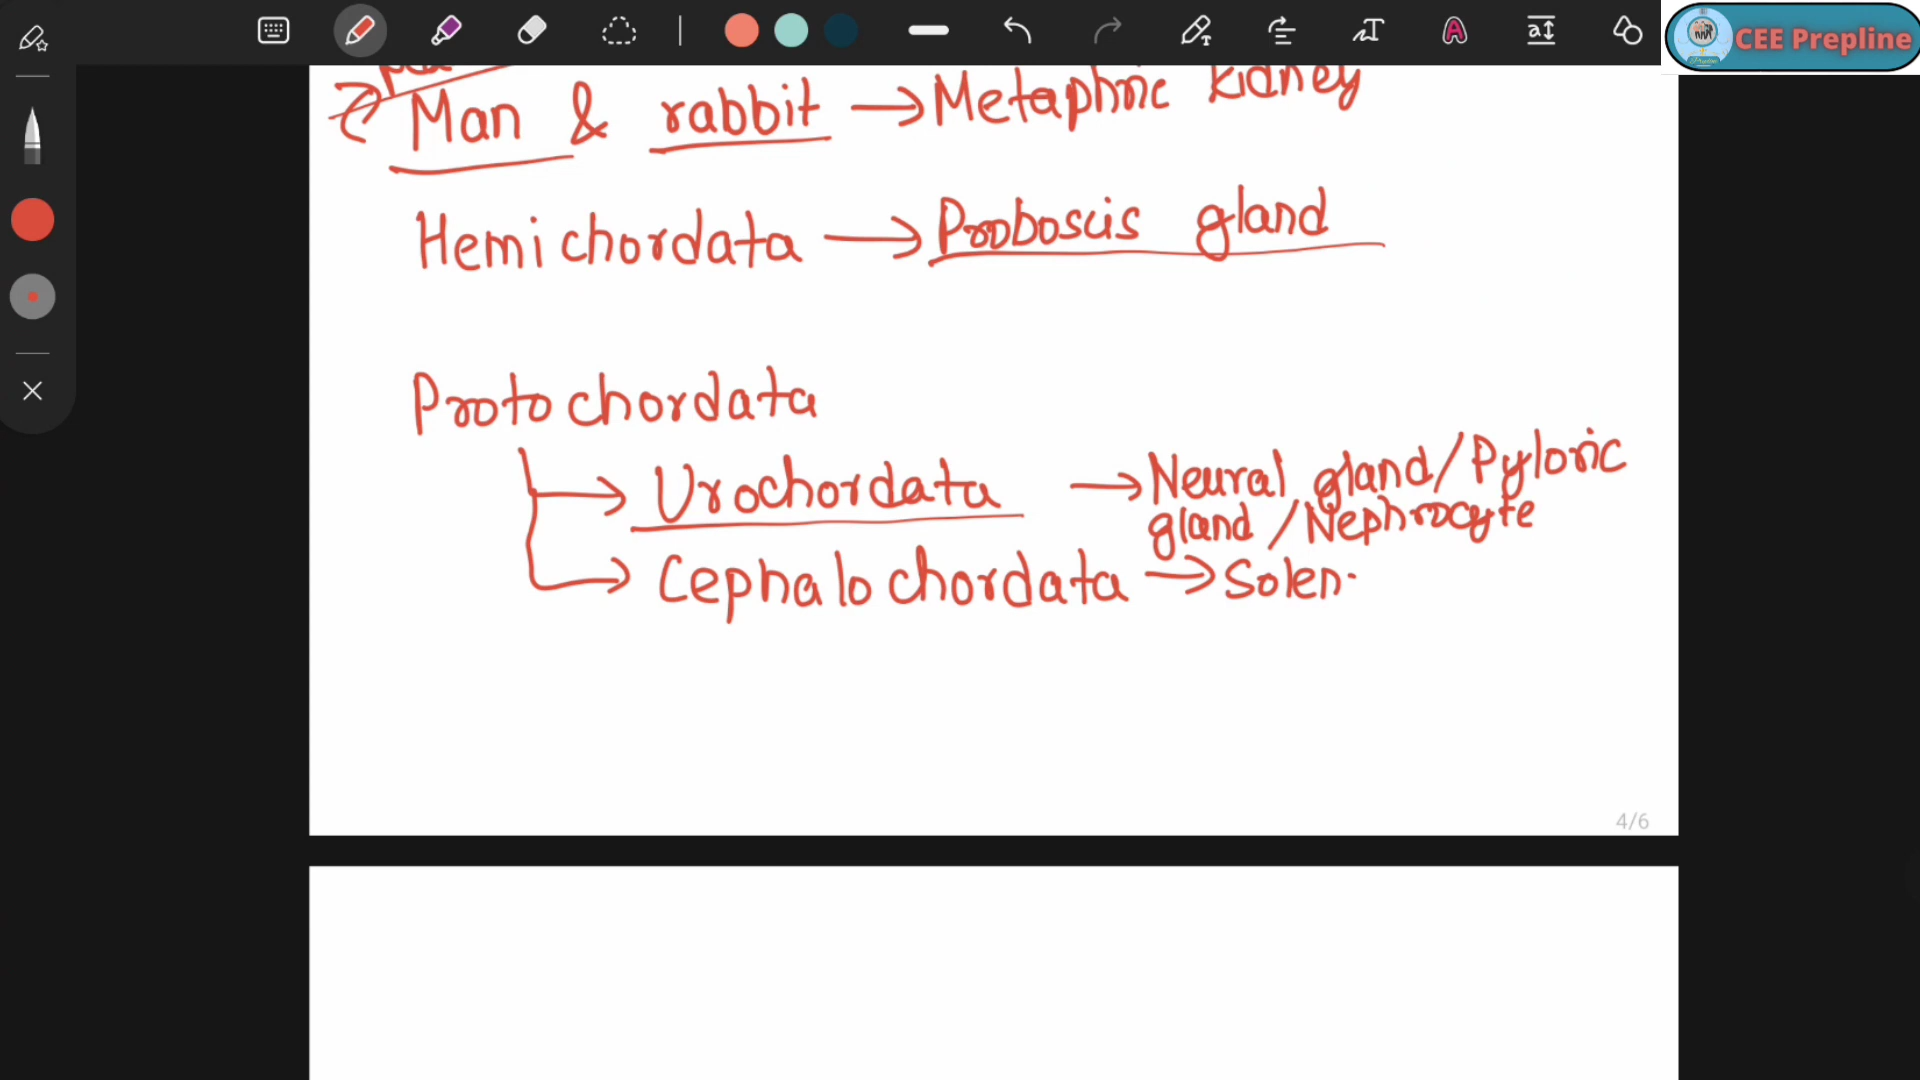 CEE Prepline
Man & rabbit → Metaphric kidney
Hemichordata → Proboscis gland
Protochordata
→ Urochordata → Neural gland/Pyloric
gland/Nephrocyte
→ Cephalochordata → Solen
4/6